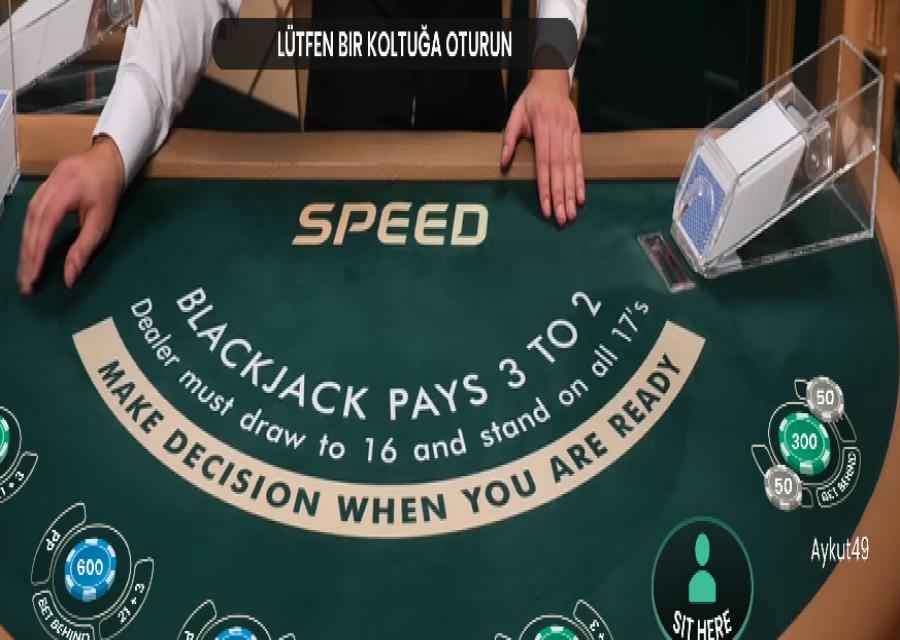 LÜTFEN BIR KOLTUĞA OTURUN
SPEED
BLACKJACK PAYS 3 TO 2
Dealer must draw to 16 and stand on all 17's
MAKE DECISION WHEN YOU ARE READY
50
300
50
BET BEHIND
Aykut49
PP
600
21 + 3
BET BEHIND
SIT HERE